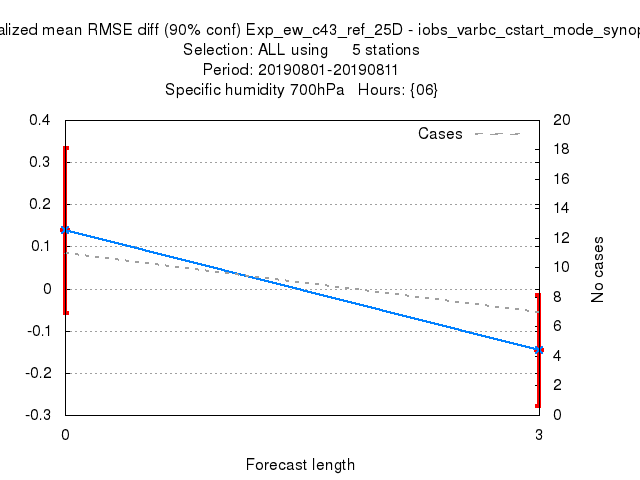 alized mean RMSE diff (90% conf) Exp_ew_c43_ref_25D - iobs_varbc_cstart_mode_synop
Selection: ALL using 5 stations
Period: 20190801-20190811
Specific humidity 700hPa Hours: {06}
Cases
0.4
0.3
0.2
0.1
0
-0.1
-0.2
-0.3
20
18
16
14
12
10
8
6
4
2
0
No cases
0 3
Forecast length